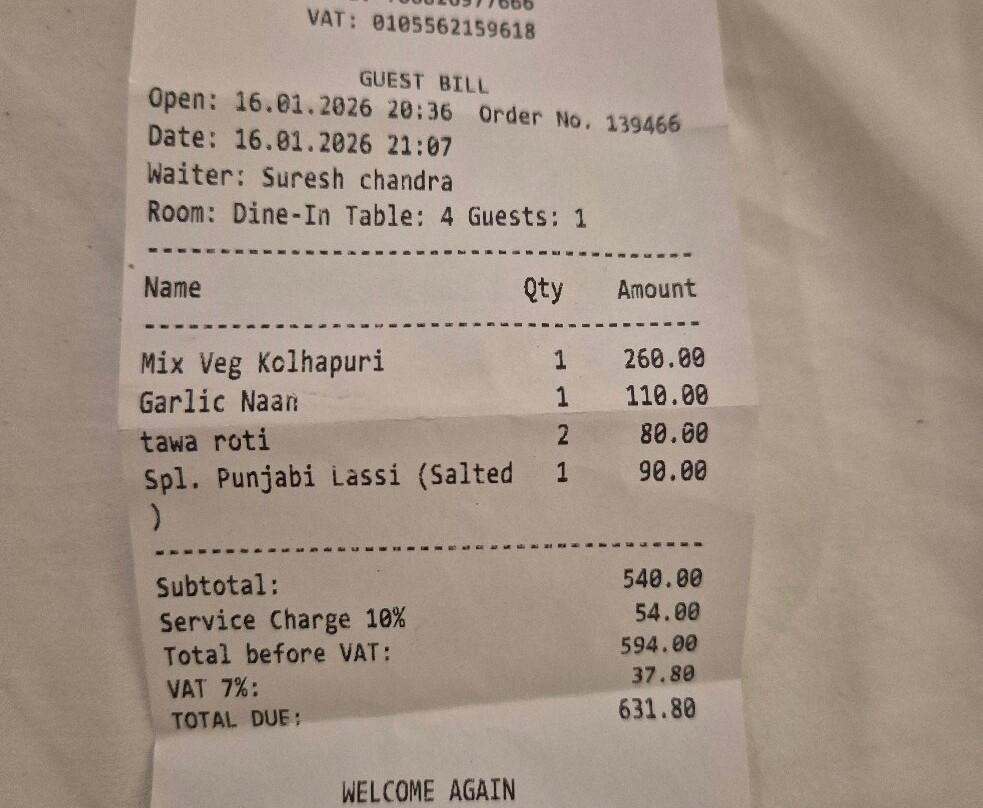 VAT: 0105562159618
GUEST BILL
Open: 16.01.2026 20:36 Order No. 139466
Date: 16.01.2026 21:07
Waiter: Suresh chandra
Room: Dine-In Table: 4 Guests: 1
Name Qty Amount
Mix Veg Kolhapuri 1 260.00
Garlic Naan 1 110.00
tawa roti 2 80.00
Spl. Punjabi Lassi (Salted 1 90.00
)
Subtotal: 540.00
Service Charge 10% 54.00
Total before VAT: 594.00
VAT 7%: 37.80
TOTAL DUE: 631.80
WELCOME AGAIN